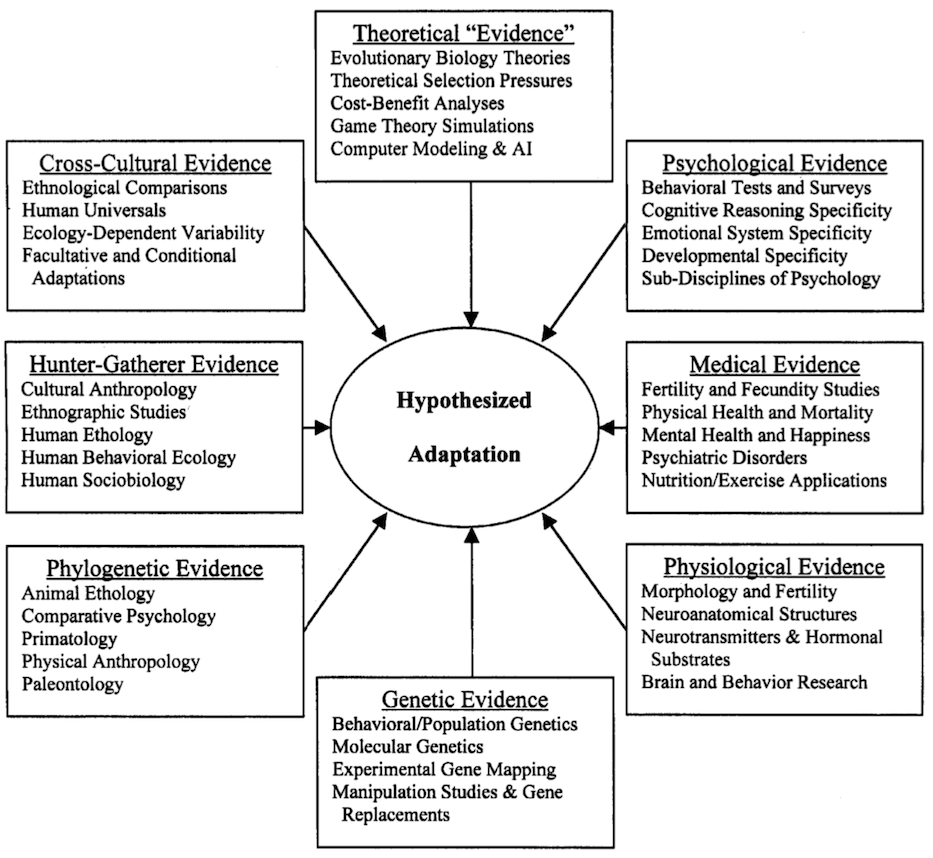 Theoretical “Evidence”
Evolutionary Biology Theories
Theoretical Selection Pressures
Cost-Benefit Analyses
Game Theory Simulations
Computer Modeling & AI
Cross-Cultural Evidence
Ethnological Comparisons
Human Universals
Ecology-Dependent Variability
Facultative and Conditional
Adaptations
Psychological Evidence
Behavioral Tests and Surveys
Cognitive Reasoning Specificity
Emotional System Specificity
Developmental Specificity
Sub-Disciplines of Psychology
Hunter-Gatherer Evidence
Cultural Anthropology
Ethnographic Studies
Human Ethology
Human Behavioral Ecology
Human Sociobiology
Hypothesized
Adaptation
Medical Evidence
Fertility and Fecundity Studies
Physical Health and Mortality
Mental Health and Happiness
Psychiatric Disorders
Nutrition/Exercise Applications
Phylogenetic Evidence
Animal Ethology
Comparative Psychology
Primatology
Physical Anthropology
Paleontology
Physiological Evidence
Morphology and Fertility
Neuroanatomical Structures
Neurotransmitters & Hormonal
Substrates
Brain and Behavior Research
Genetic Evidence
Behavioral/Population Genetics
Molecular Genetics
Experimental Gene Mapping
Manipulation Studies & Gene
Replacements